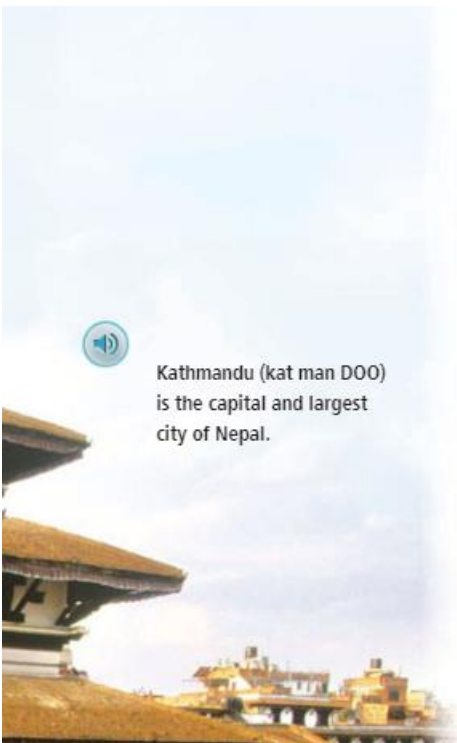 Kathmandu (kat man DOO)
is the capital and largest
city of Nepal.